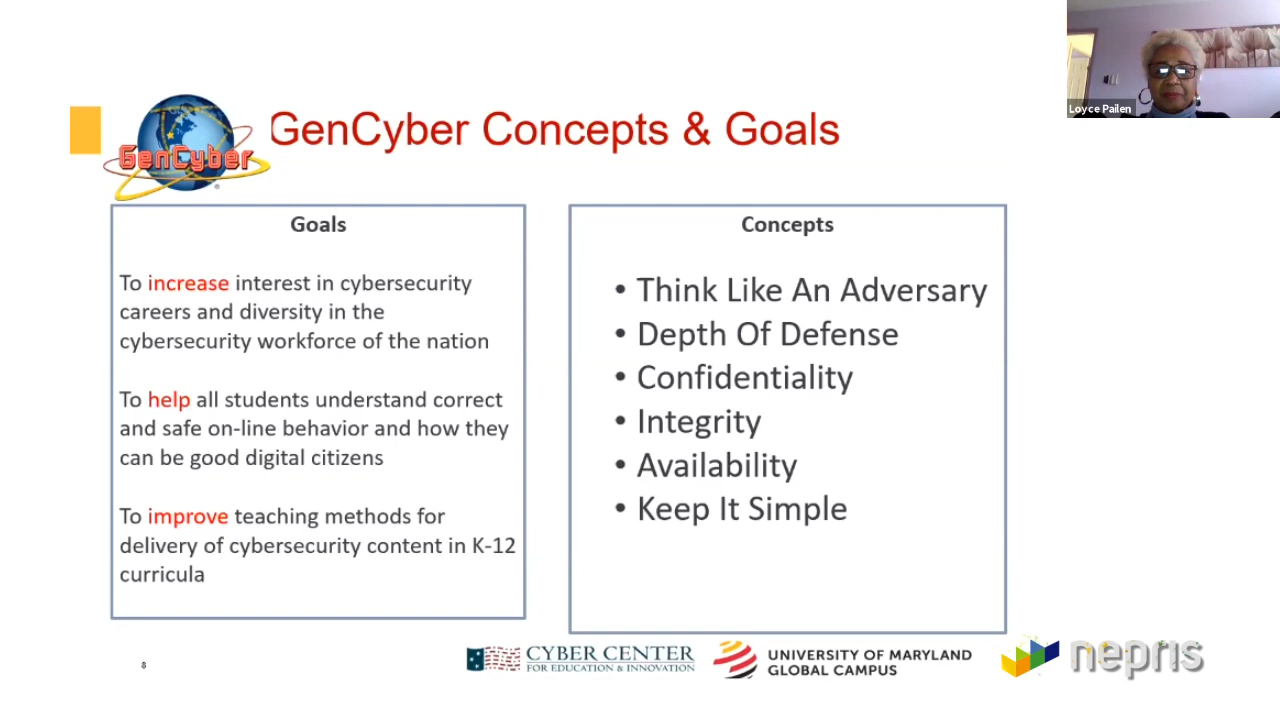 Loyce Pailen
GenCyber
GenCyber Concepts & Goals
Goals
To increase interest in cybersecurity
careers and diversity in the
cybersecurity workforce of the nation
To help all students understand correct
and safe on-line behavior and how they
can be good digital citizens
To improve teaching methods for
delivery of cybersecurity content in K-12
curricula
Concepts
• Think Like An Adversary
• Depth Of Defense
• Confidentiality
• Integrity
• Availability
• Keep It Simple
8
CYBER CENTER
FOR EDUCATION & INNOVATION
UNIVERSITY OF MARYLAND
GLOBAL CAMPUS
nepris